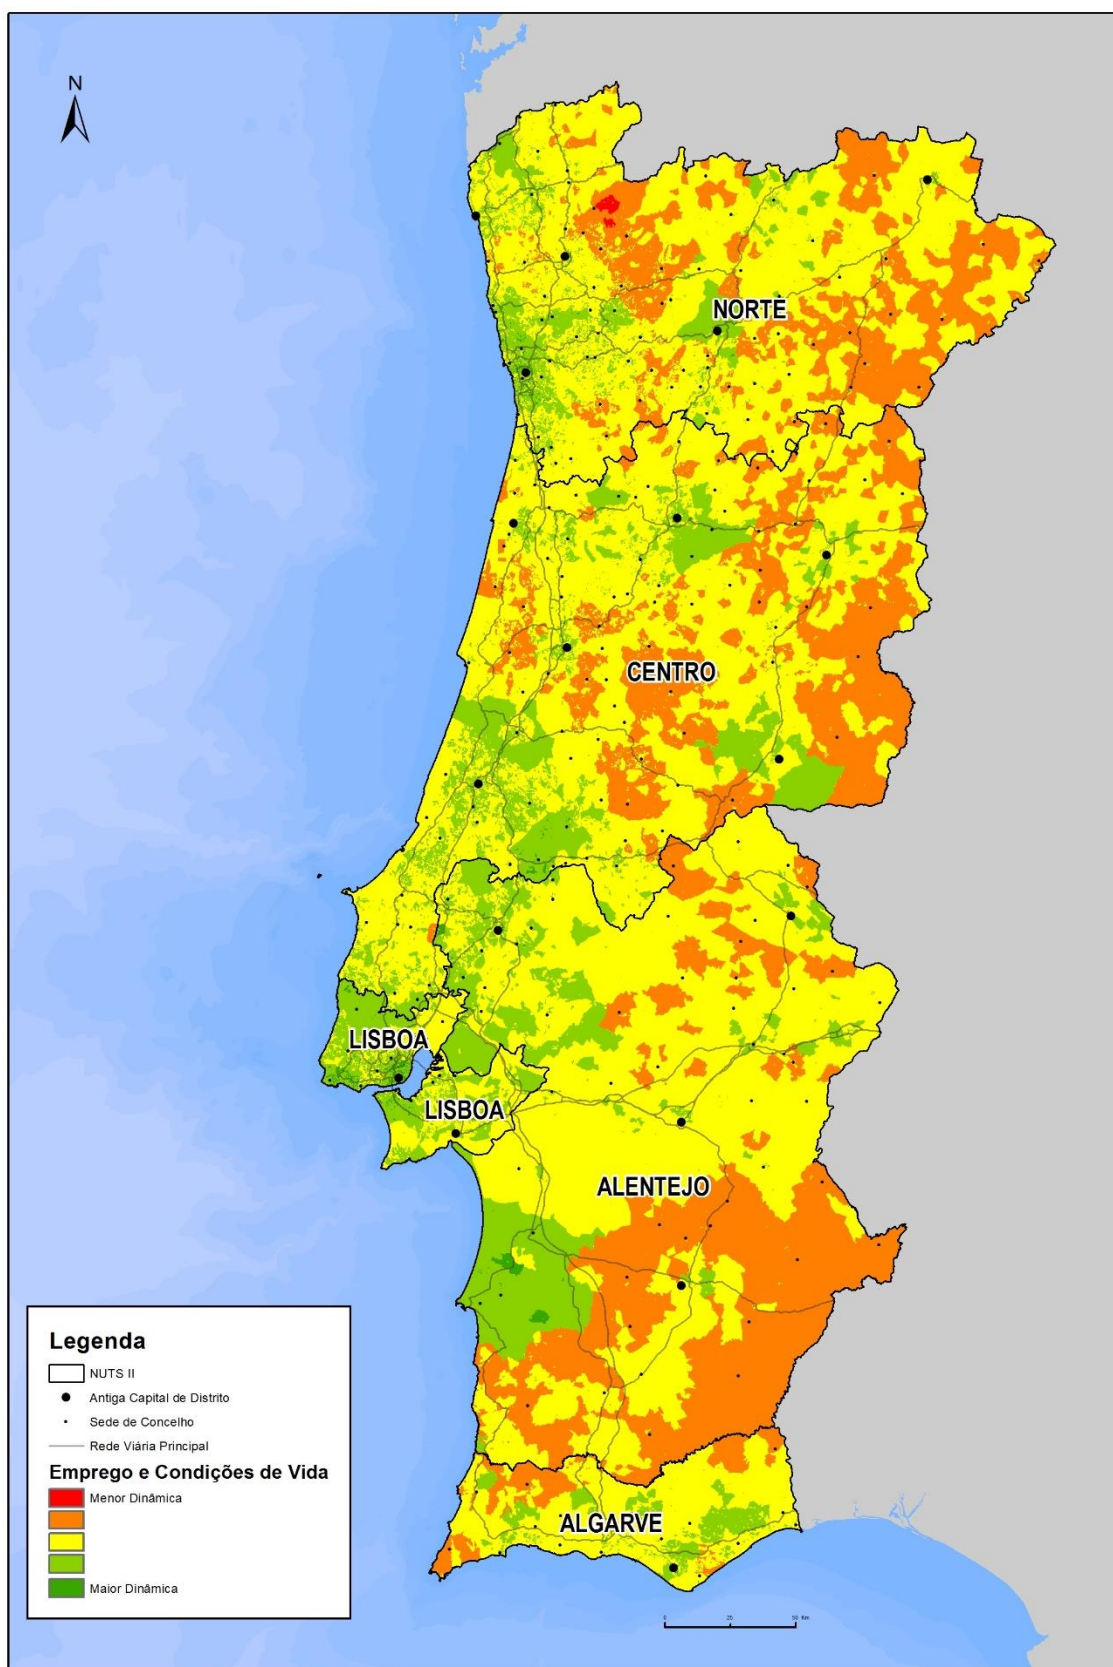 N
NORTE
CENTRO
LISBOA
LISBOA
ALENTEJO
ALGARVE
Legenda
NUTS II
Antiga Capital de Distrito
Sede de Concelho
Rede Viária Principal
Emprego e Condições de Vida
Menor Dinâmica
Maior Dinâmica
0 25 50 Km